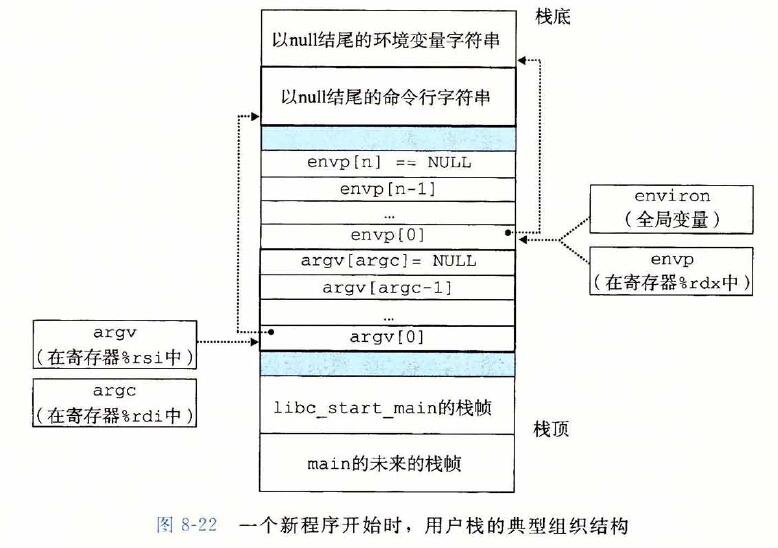 栈底
以null结尾的环境变量字符串
以null结尾的命令行字符串
envp[n] == NULL
envp[n-1]
…
envp[0]
environ
(全局变量)
argv[argc]= NULL
envp
(在寄存器%rdx中)
argv[argc-1]
…
argv[0]
argv
(在寄存器%rsi中)
argc
(在寄存器%rdi中)
libc_start_main的栈帧
栈顶
main的未来的栈帧
图 8-22 一个新程序开始时，用户栈的典型组织结构